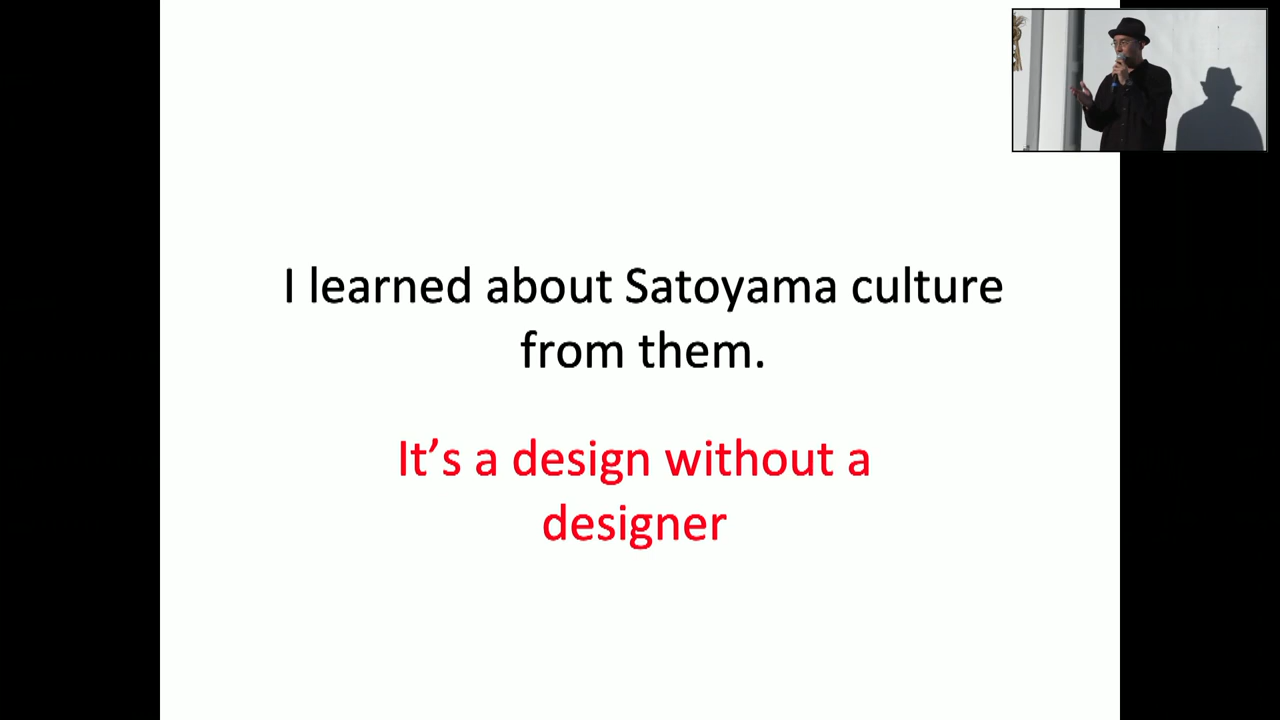 I learned about Satoyama culture
from them.
It’s a design without a
designer